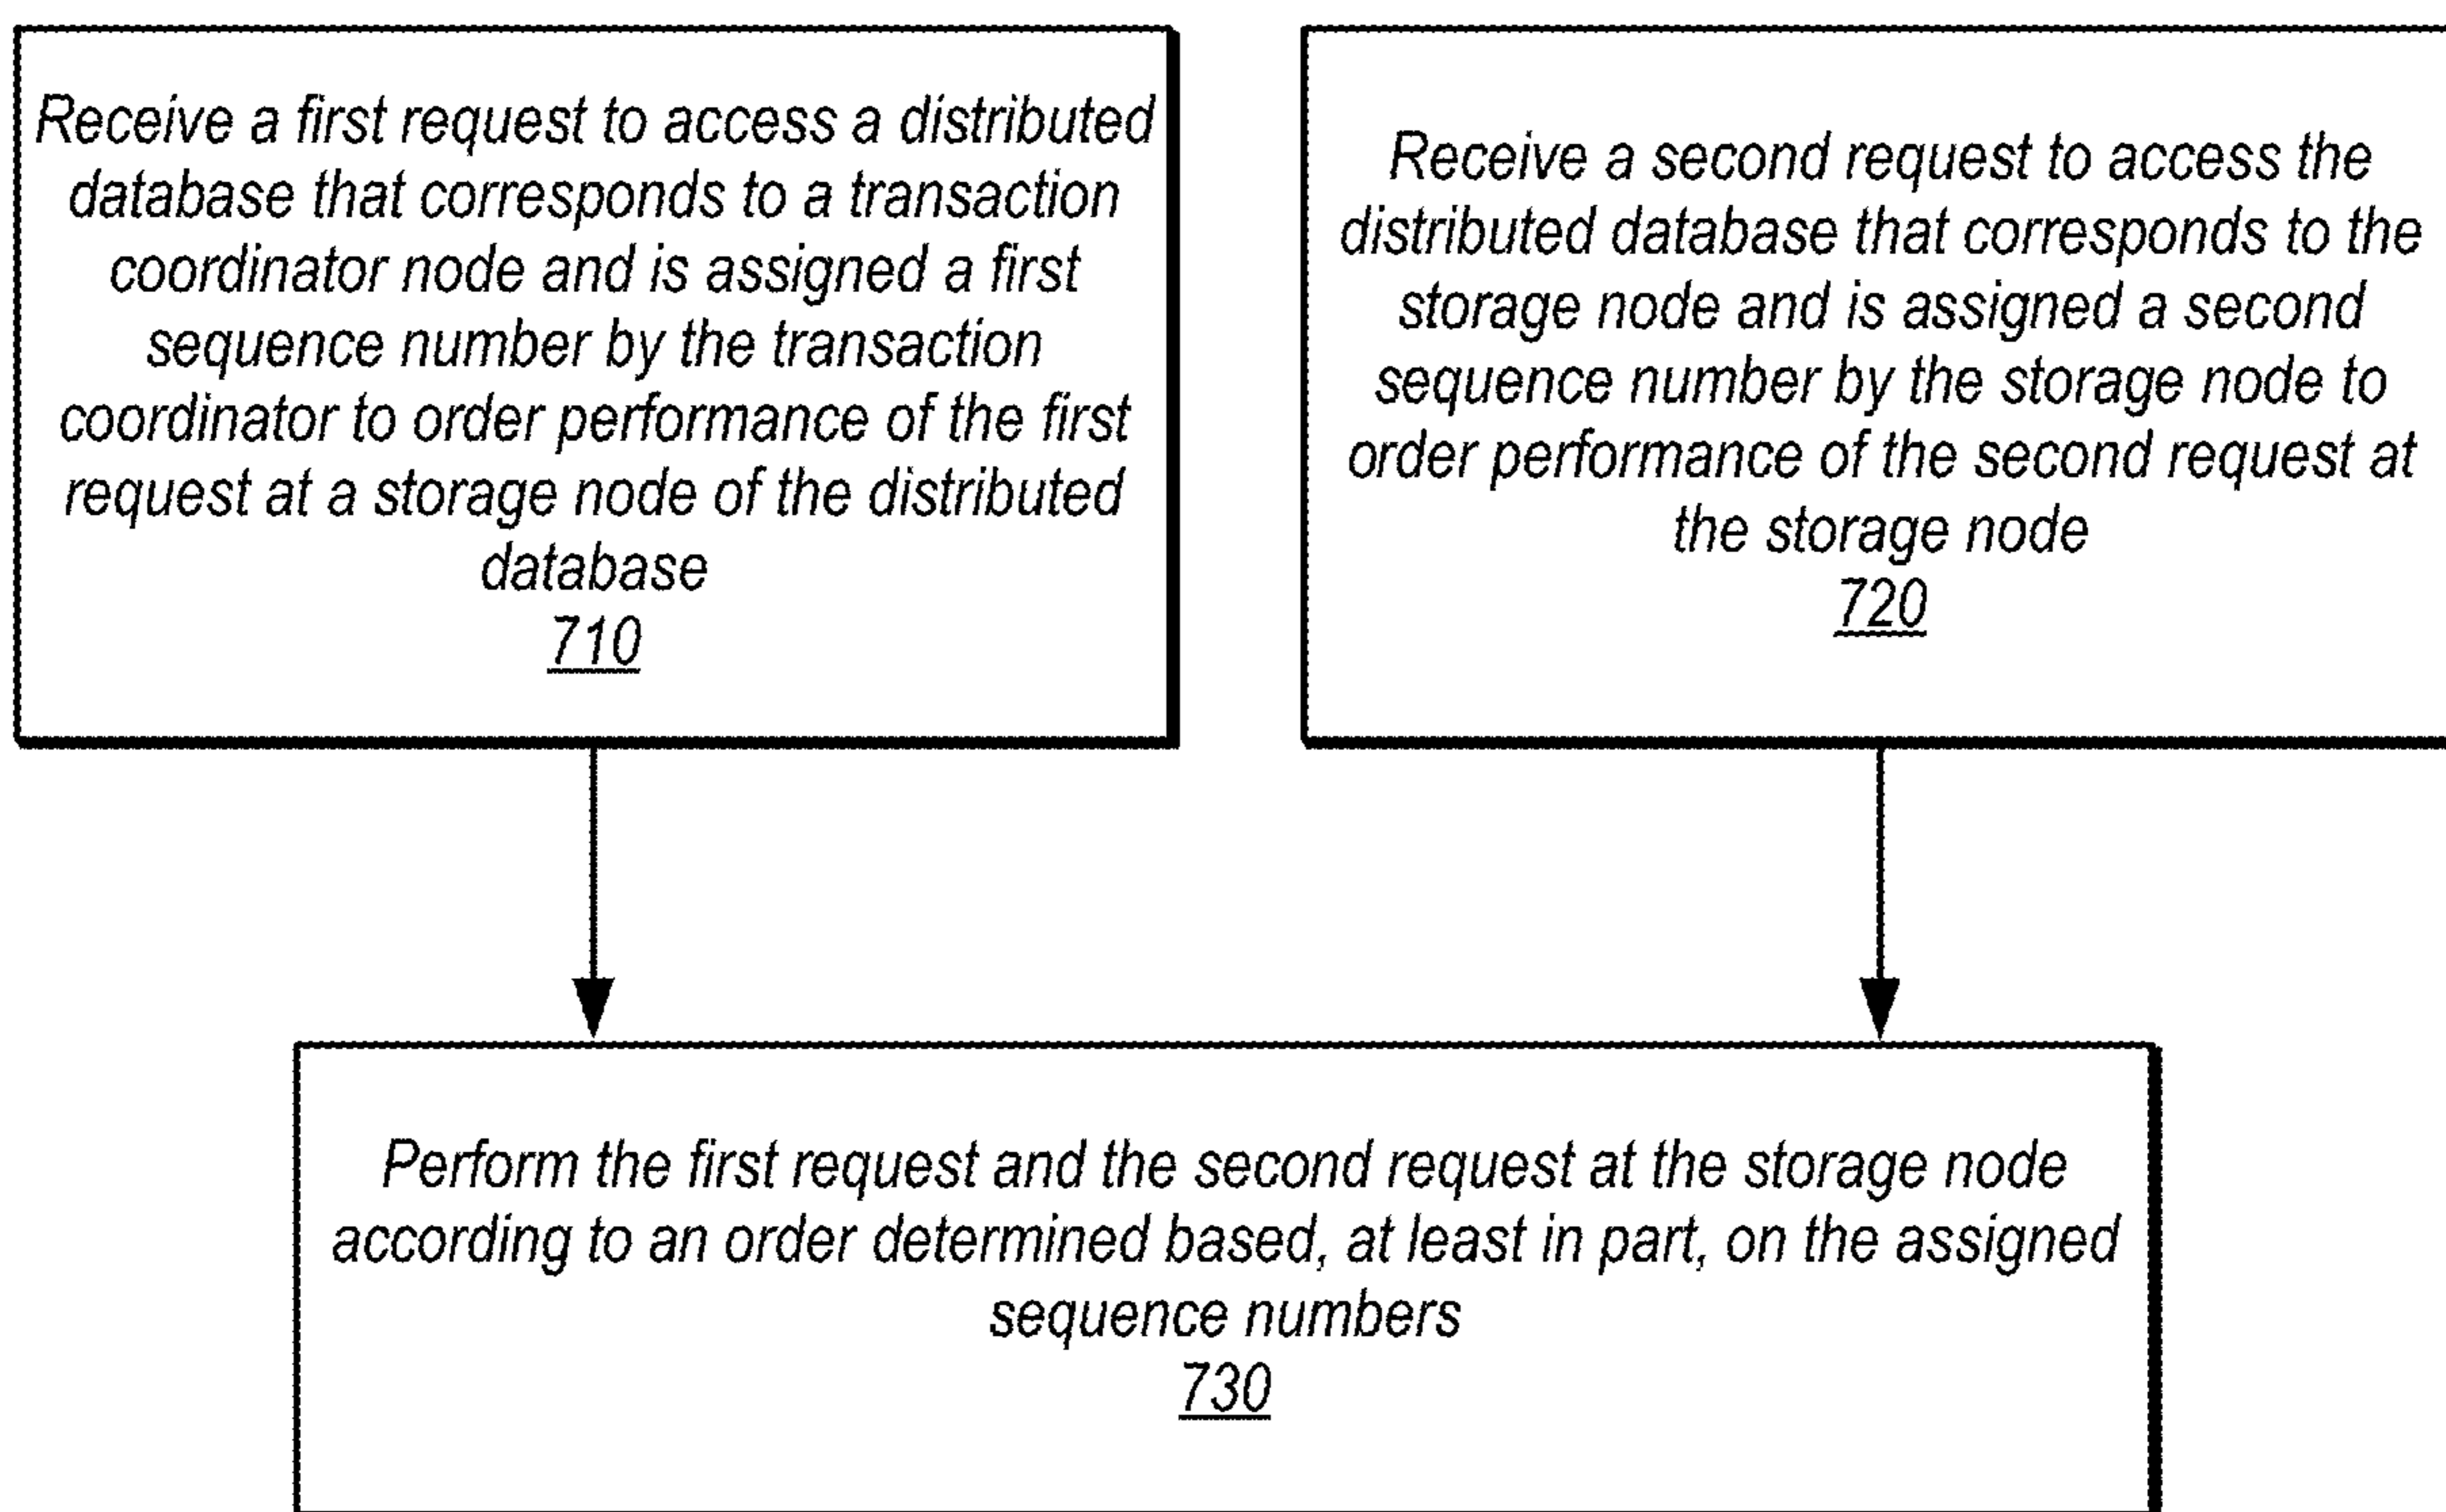 Receive a first request to access a distributed
database that corresponds to a transaction
coordinator node and is assigned a first
sequence number by the transaction
coordinator to order performance of the first
request at a storage node of the distributed
database
710
Receive a second request to access the
distributed database that corresponds to the
storage node and is assigned a second
sequence number by the storage node to
order performance of the second request at
the storage node
720
Perform the first request and the second request at the storage node
according to an order determined based, at least in part, on the assigned
sequence numbers
730